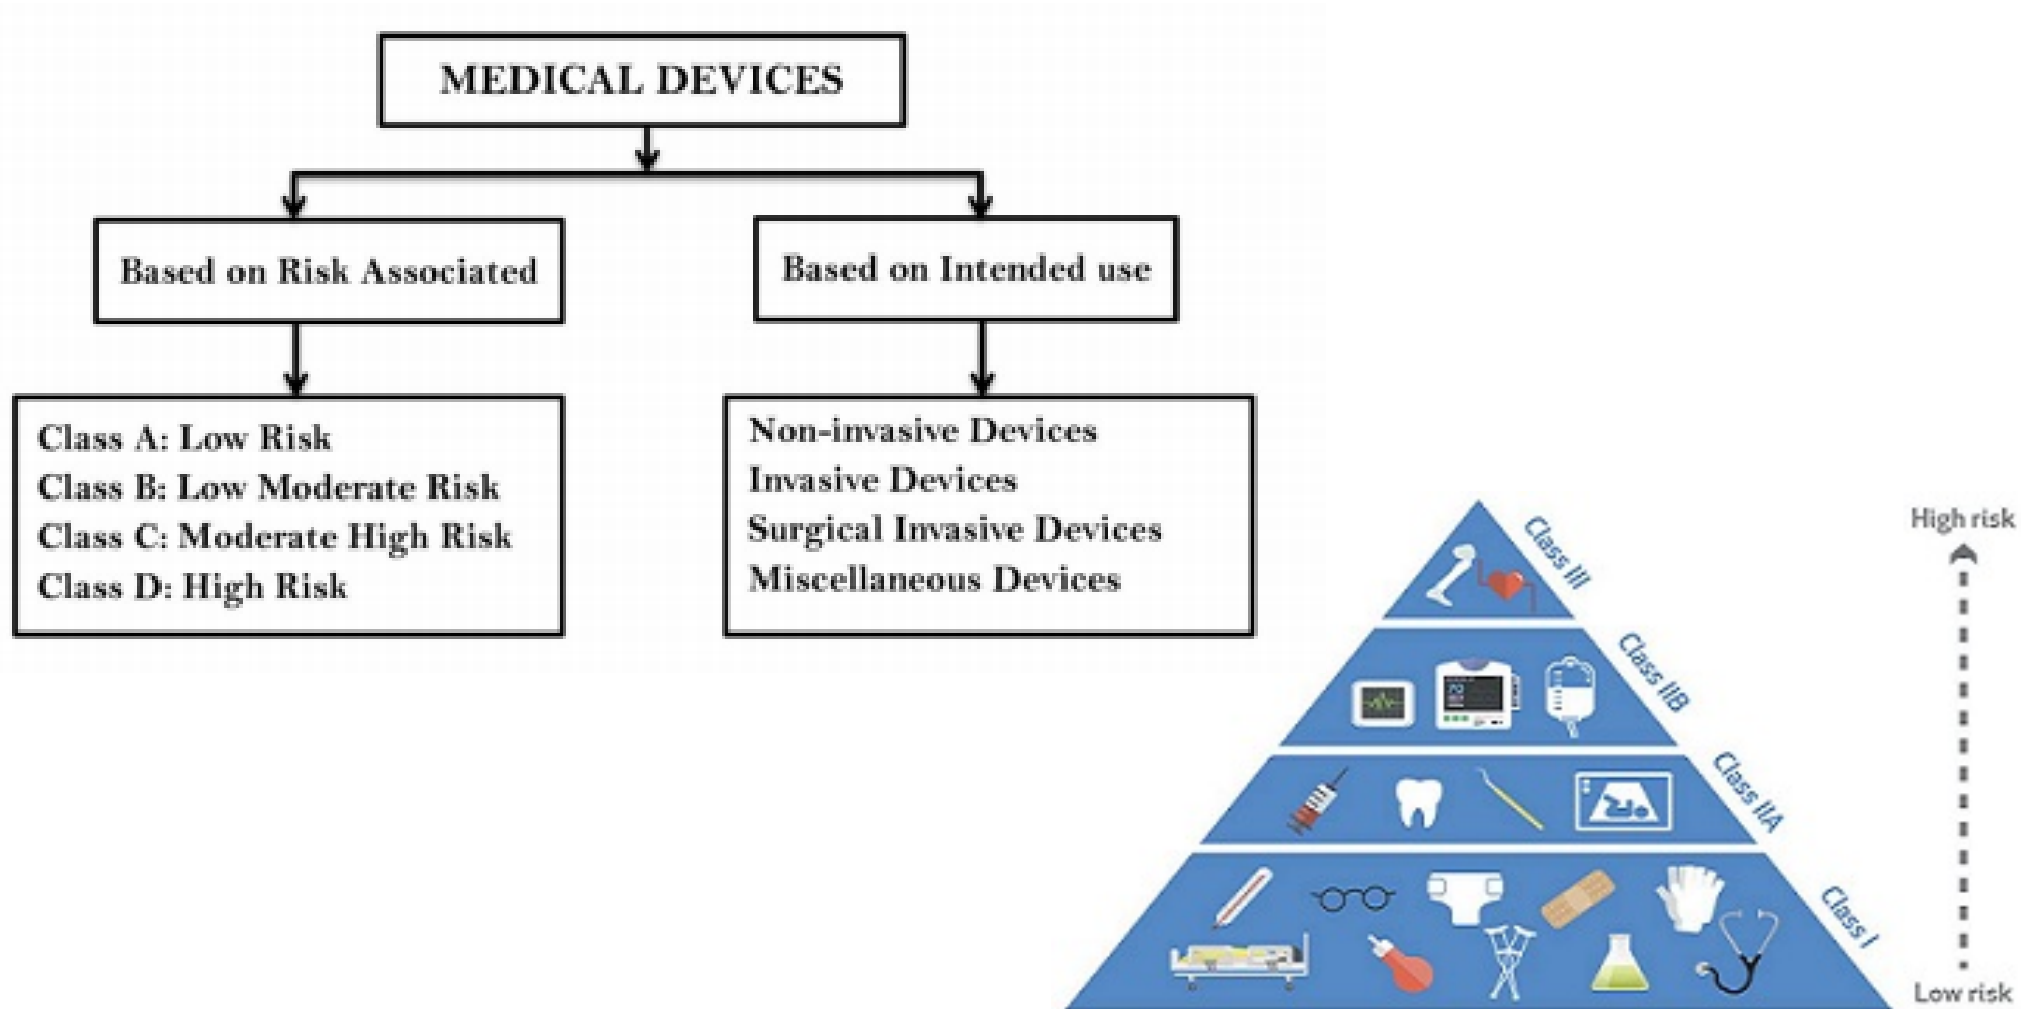 MEDICAL DEVICES
Based on Risk Associated
Based on Intended use
Class A: Low Risk
Class B: Low Moderate Risk
Class C: Moderate High Risk
Class D: High Risk
Non-invasive Devices
Invasive Devices
Surgical Invasive Devices
Miscellaneous Devices
High risk
Class III
Class IIB
Class IIA
Class I
Low risk